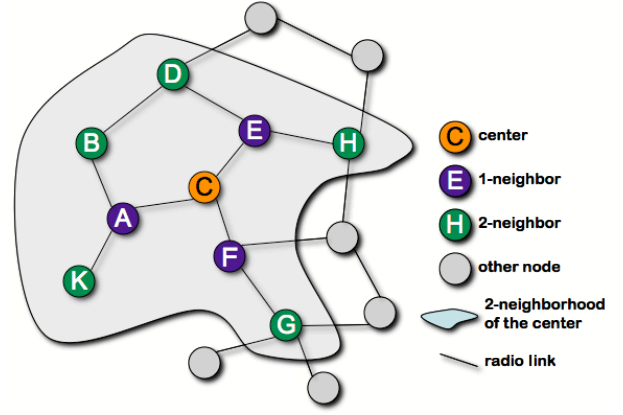 D
E
B
H
C
A
F
K
G
C center
E 1-neighbor
H 2-neighbor
other node
2-neighborhood
of the center
radio link